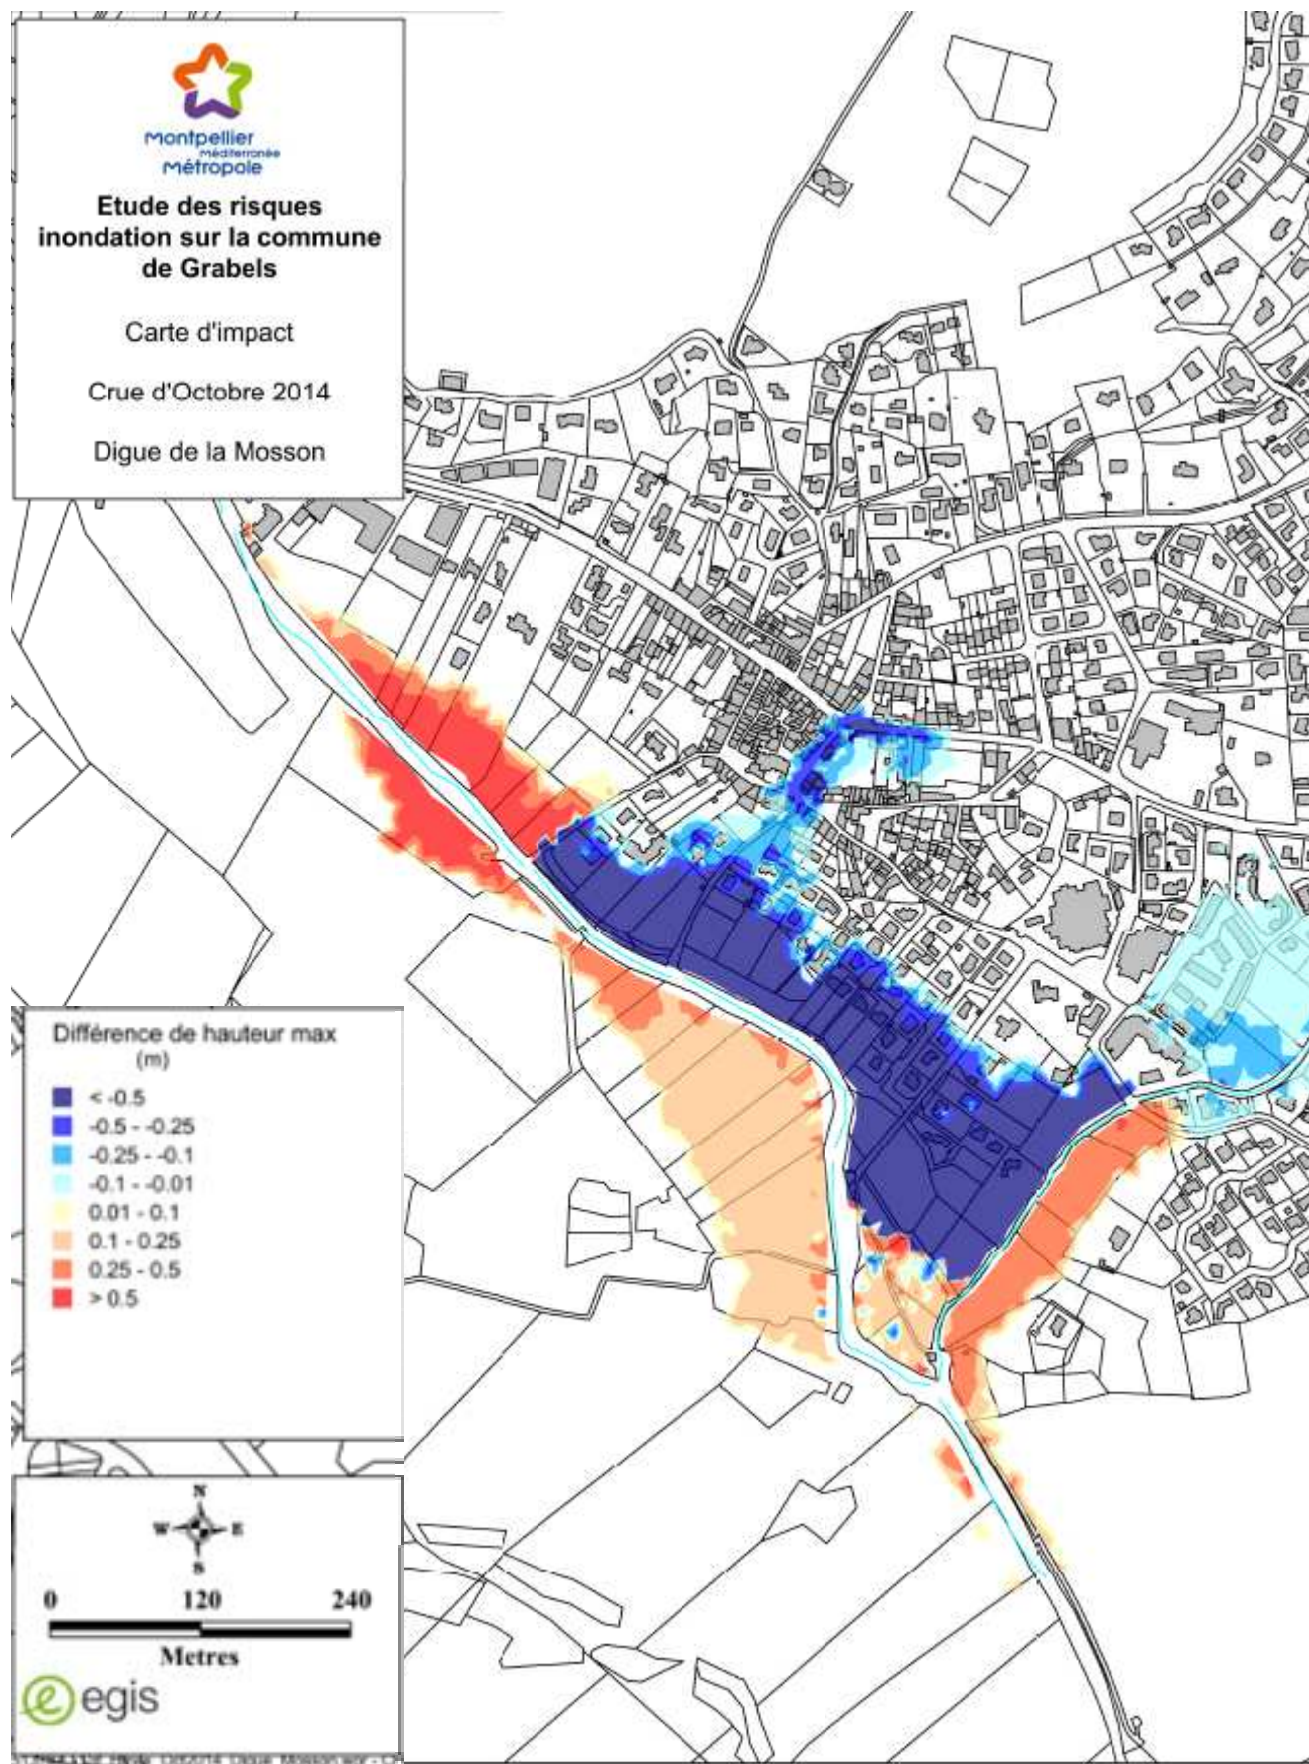 montpellier
méditerranée
métropole
Etude des risques
inondation sur la commune
de Grabels
Carte d'impact
Crue d'Octobre 2014
Digue de la Mosson
Différence de hauteur max
(m)
< -0.5
-0.5 - -0.25
-0.25 - -0.1
-0.1 - -0.01
0.01 - 0.1
0.1 - 0.25
0.25 - 0.5
> 0.5
N
W E
S
0 120 240
Metres
egis